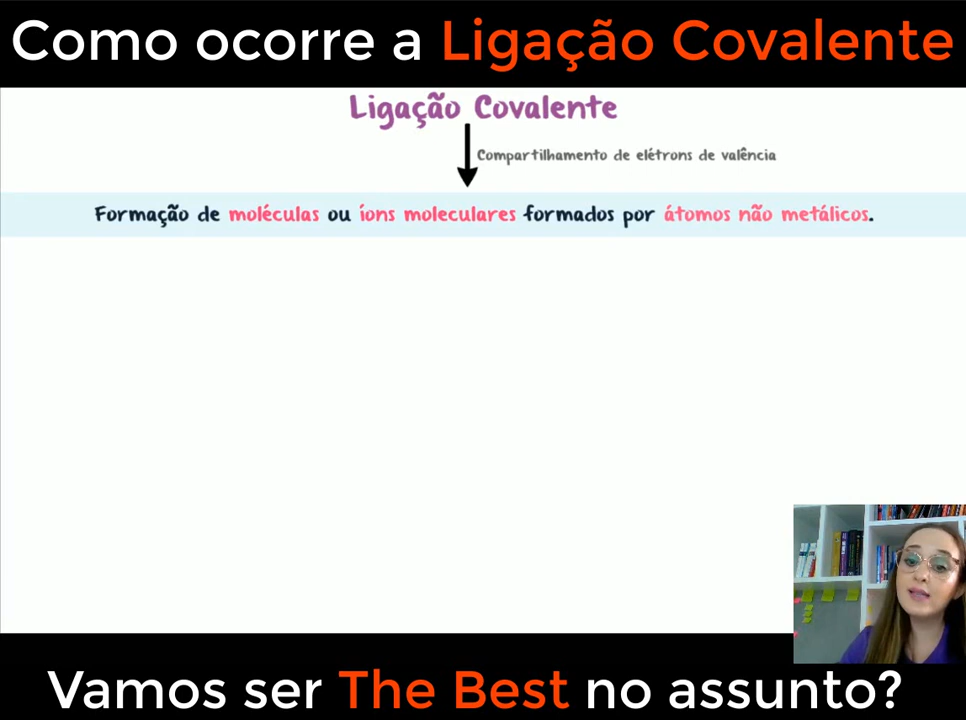 Como ocorre a Ligação Covalente
Ligação Covalente
Compartilhamento de elétrons de valência
Formação de moléculas ou íons moleculares formados por átomos não metálicos.
Vamos ser The Best no assunto?